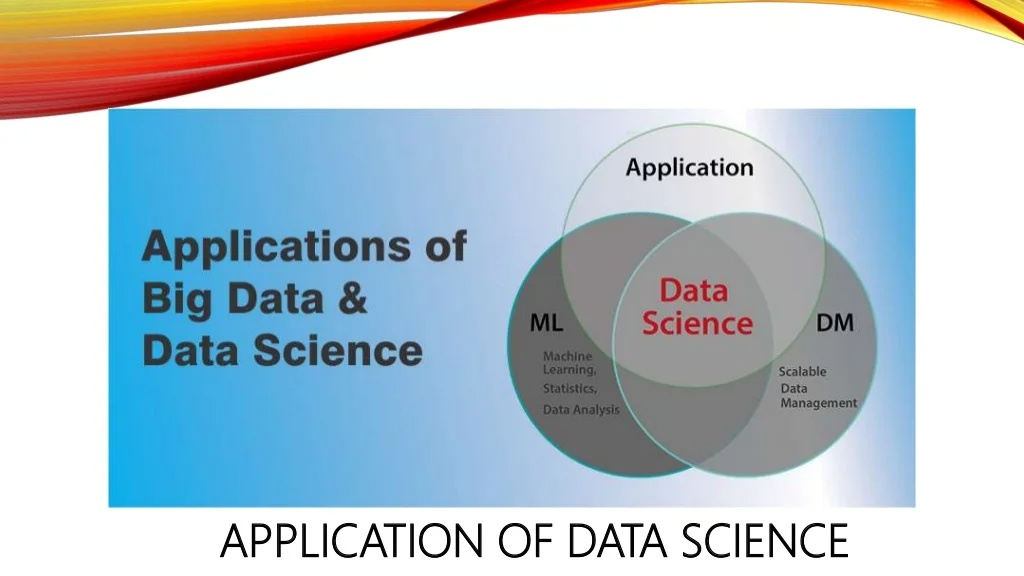 Applications of
Big Data &
Data Science
Application
Data
Science
ML
Machine
Learning,
Statistics,
Data Analysis
DM
Scalable
Data
Management
APPLICATION OF DATA SCIENCE